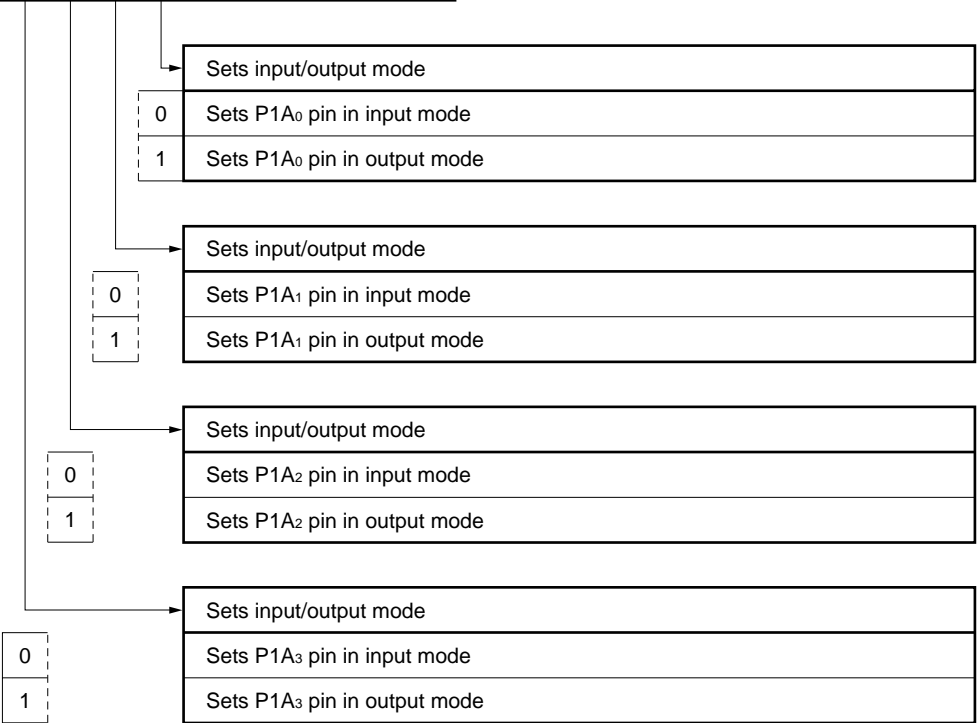 Sets input/output mode
0 Sets P1A₀ pin in input mode
1 Sets P1A₀ pin in output mode
Sets input/output mode
0 Sets P1A₁ pin in input mode
1 Sets P1A₁ pin in output mode
Sets input/output mode
0 Sets P1A₂ pin in input mode
1 Sets P1A₂ pin in output mode
Sets input/output mode
0 Sets P1A₃ pin in input mode
1 Sets P1A₃ pin in output mode